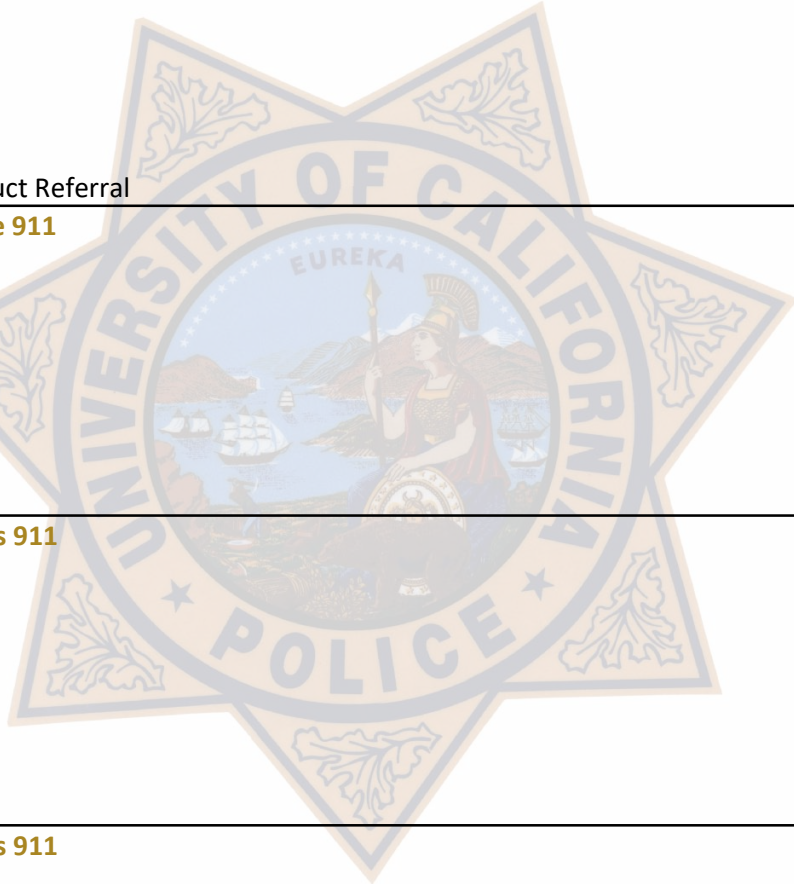 uct Referral
e 911
UNIVERSITY OF CALIFORNIA
EUREKA
s 911
POLICE
s 911